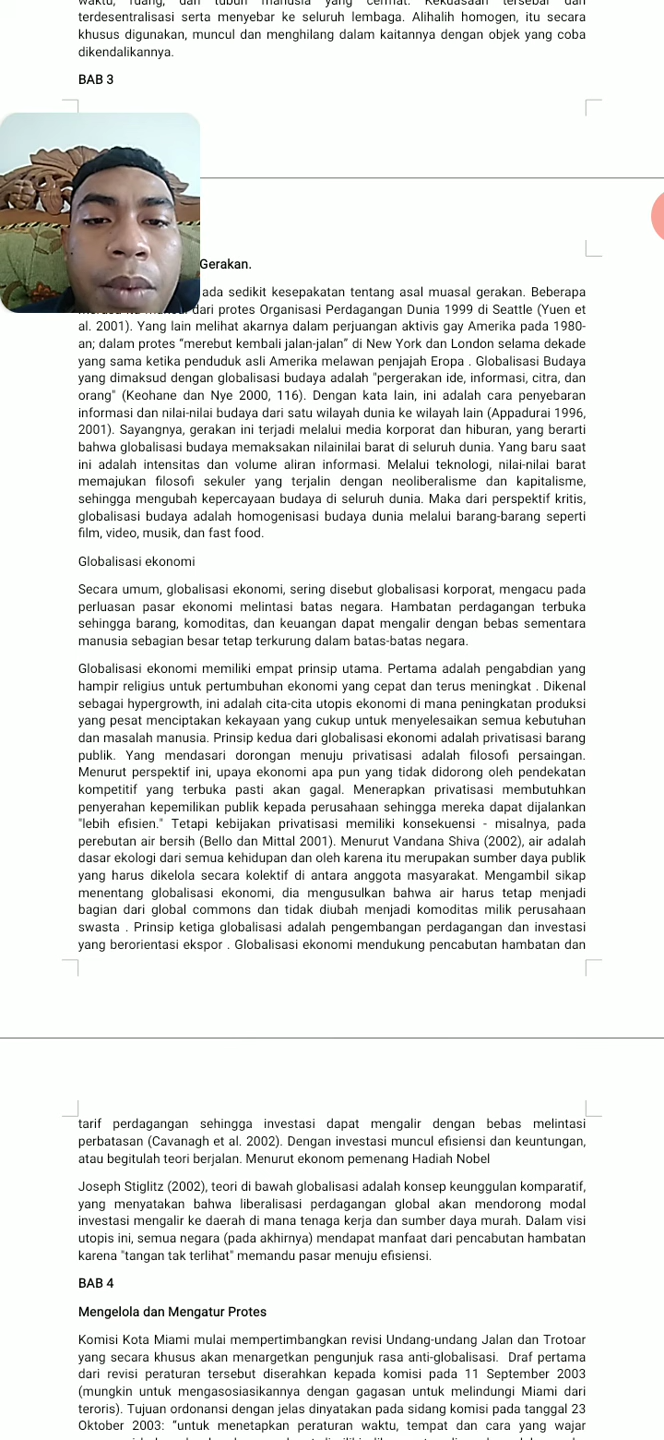 waktu, ruang, dan tubuh manusia yang cermat. Kekuasaan tersebar dan
terdesentralisasi serta menyebar ke seluruh lembaga. Alihalih homogen, itu secara
khusus digunakan, muncul dan menghilang dalam kaitannya dengan objek yang coba
dikendalikannya.
BAB 3
Gerakan.
ada sedikit kesepakatan tentang asal muasal gerakan. Beberapa
dari protes Organisasi Perdagangan Dunia 1999 di Seattle (Yuen et
al. 2001). Yang lain melihat akarnya dalam perjuangan aktivis gay Amerika pada 1980-
an; dalam protes “merebut kembali jalan-jalan” di New York dan London selama dekade
yang sama ketika penduduk asli Amerika melawan penjajah Eropa . Globalisasi Budaya
yang dimaksud dengan globalisasi budaya adalah "pergerakan ide, informasi, citra, dan
orang" (Keohane dan Nye 2000, 116). Dengan kata lain, ini adalah cara penyebaran
informasi dan nilai-nilai budaya dari satu wilayah dunia ke wilayah lain (Appadurai 1996,
2001). Sayangnya, gerakan ini terjadi melalui media korporat dan hiburan, yang berarti
bahwa globalisasi budaya memaksakan nilainilai barat di seluruh dunia. Yang baru saat
ini adalah intensitas dan volume aliran informasi. Melalui teknologi, nilai-nilai barat
memajukan filosofi sekuler yang terjalin dengan neoliberalisme dan kapitalisme,
sehingga mengubah kepercayaan budaya di seluruh dunia. Maka dari perspektif kritis,
globalisasi budaya adalah homogenisasi budaya dunia melalui barang-barang seperti
film, video, musik, dan fast food.
Globalisasi ekonomi
Secara umum, globalisasi ekonomi, sering disebut globalisasi korporat, mengacu pada
perluasan pasar ekonomi melintasi batas negara. Hambatan perdagangan terbuka
sehingga barang, komoditas, dan keuangan dapat mengalir dengan bebas sementara
manusia sebagian besar tetap terkurung dalam batas-batas negara.
Globalisasi ekonomi memiliki empat prinsip utama. Pertama adalah pengabdian yang
hampir religius untuk pertumbuhan ekonomi yang cepat dan terus meningkat . Dikenal
sebagai hypergrowth, ini adalah cita-cita utopis ekonomi di mana peningkatan produksi
yang pesat menciptakan kekayaan yang cukup untuk menyelesaikan semua kebutuhan
dan masalah manusia. Prinsip kedua dari globalisasi ekonomi adalah privatisasi barang
publik. Yang mendasari dorongan menuju privatisasi adalah filosofi persaingan.
Menurut perspektif ini, upaya ekonomi apa pun yang tidak didorong oleh pendekatan
kompetitif yang terbuka pasti akan gagal. Menerapkan privatisasi membutuhkan
penyerahan kepemilikan publik kepada perusahaan sehingga mereka dapat dijalankan
"lebih efisien." Tetapi kebijakan privatisasi memiliki konsekuensi - misalnya, pada
perebutan air bersih (Bello dan Mittal 2001). Menurut Vandana Shiva (2002), air adalah
dasar ekologi dari semua kehidupan dan oleh karena itu merupakan sumber daya publik
yang harus dikelola secara kolektif di antara anggota masyarakat. Mengambil sikap
menentang globalisasi ekonomi, dia mengusulkan bahwa air harus tetap menjadi
bagian dari global commons dan tidak diubah menjadi komoditas milik perusahaan
swasta . Prinsip ketiga globalisasi adalah pengembangan perdagangan dan investasi
yang berorientasi ekspor . Globalisasi ekonomi mendukung pencabutan hambatan dan
tarif perdagangan sehingga investasi dapat mengalir dengan bebas melintasi
perbatasan (Cavanagh et al. 2002). Dengan investasi muncul efisiensi dan keuntungan,
atau begitulah teori berjalan. Menurut ekonom pemenang Hadiah Nobel
Joseph Stiglitz (2002), teori di bawah globalisasi adalah konsep keunggulan komparatif,
yang menyatakan bahwa liberalisasi perdagangan global akan mendorong modal
investasi mengalir ke daerah di mana tenaga kerja dan sumber daya murah. Dalam visi
utopis ini, semua negara (pada akhirnya) mendapat manfaat dari pencabutan hambatan
karena "tangan tak terlihat" memandu pasar menuju efisiensi.
BAB 4
Mengelola dan Mengatur Protes
Komisi Kota Miami mulai mempertimbangkan revisi Undang-undang Jalan dan Trotoar
yang secara khusus akan menargetkan pengunjuk rasa anti-globalisasi. Draf pertama
dari revisi peraturan tersebut diserahkan kepada komisi pada 11 September 2003
(mungkin untuk mengasosiasikannya dengan gagasan untuk melindungi Miami dari
teroris). Tujuan ordonansi dengan jelas dinyatakan pada sidang komisi pada tanggal 23
Oktober 2003: “untuk menetapkan peraturan waktu, tempat dan cara yang wajar